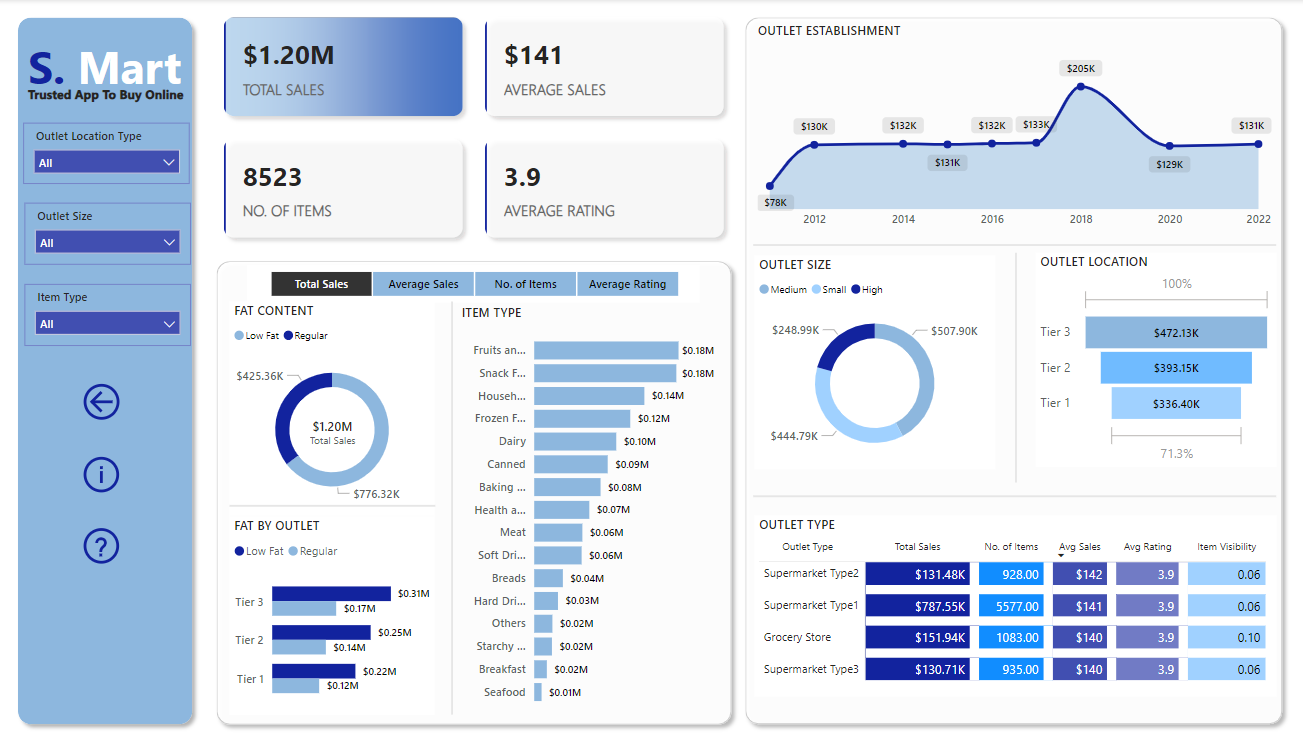 S. Mart
Trusted App To Buy Online
Outlet Location Type
All
Outlet Size
All
Item Type
All
i
?
$1.20M
TOTAL SALES
$141
AVERAGE SALES
8523
NO. OF ITEMS
3.9
AVERAGE RATING
Total Sales
Average Sales
No. of Items
Average Rating
FAT CONTENT
Low Fat Regular
$425.36K
$1.20M
Total Sales
$776.32K
FAT BY OUTLET
Low Fat Regular
Tier 3 $0.31M
$0.17M
Tier 2 $0.25M
$0.14M
Tier 1 $0.22M
$0.12M
ITEM TYPE
Fruits an... $0.18M
Snack F... $0.18M
Househ... $0.14M
Frozen F... $0.12M
Dairy $0.10M
Canned $0.09M
Baking ... $0.08M
Health a... $0.07M
Meat $0.06M
Soft Dri... $0.06M
Breads $0.04M
Hard Dri... $0.03M
Others $0.02M
Starchy ... $0.02M
Breakfast $0.02M
Seafood $0.01M
OUTLET ESTABLISHMENT
$78K
$130K
$132K
$131K
$132K
$133K
$205K
$129K
$131K
2012 2014 2016 2018 2020 2022
OUTLET SIZE
Medium Small High
$248.99K
$507.90K
$444.79K
OUTLET LOCATION
100%
Tier 3 $472.13K
Tier 2 $393.15K
Tier 1 $336.40K
71.3%
OUTLET TYPE
Outlet Type Total Sales No. of Items Avg Sales Avg Rating Item Visibility
Supermarket Type2 $131.48K 928.00 $142 3.9 0.06
Supermarket Type1 $787.55K 5577.00 $141 3.9 0.06
Grocery Store $151.94K 1083.00 $140 3.9 0.10
Supermarket Type3 $130.71K 935.00 $140 3.9 0.06